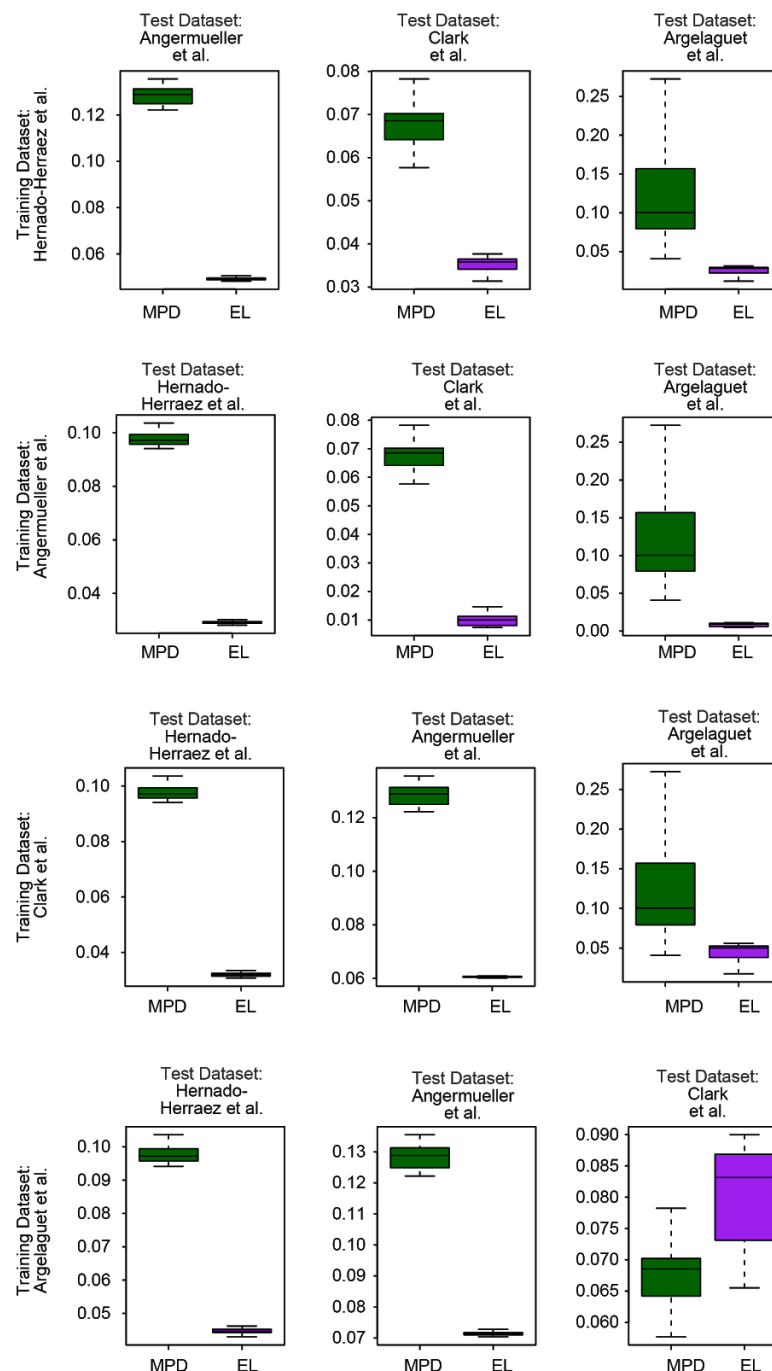 Test Dataset:
Angermueller
et al.
Test Dataset:
Clark
et al.
Test Dataset:
Argelaguet
et al.
Training Dataset:
Hernado-Herraez et al.
0.12
0.10
0.08
0.06
MPD
EL
0.08
0.07
0.06
0.05
0.04
0.03
MPD
EL
0.25
0.20
0.15
0.10
0.05
MPD
EL
Test Dataset:
Hernado-
Herraez et al.
Test Dataset:
Clark
et al.
Test Dataset:
Argelaguet
et al.
Training Dataset:
Angermueller et al.
0.10
0.08
0.06
0.04
MPD
EL
0.08
0.07
0.06
0.05
0.04
0.03
0.02
0.01
MPD
EL
0.25
0.20
0.15
0.10
0.05
0.00
MPD
EL
Test Dataset:
Hernado-
Herraez et al.
Test Dataset:
Angermueller
et al.
Test Dataset:
Argelaguet
et al.
Training Dataset:
Clark et al.
0.10
0.08
0.06
0.04
MPD
EL
0.12
0.10
0.08
0.06
MPD
EL
0.25
0.20
0.15
0.10
0.05
MPD
EL
Test Dataset:
Hernado-
Herraez et al.
Test Dataset:
Angermueller
et al.
Test Dataset:
Clark
et al.
Training Dataset:
Argelaguet et al.
0.10
0.09
0.08
0.07
0.06
0.05
MPD
EL
0.13
0.12
0.11
0.10
0.09
0.08
0.07
MPD
EL
0.090
0.085
0.080
0.075
0.070
0.065
0.060
MPD
EL